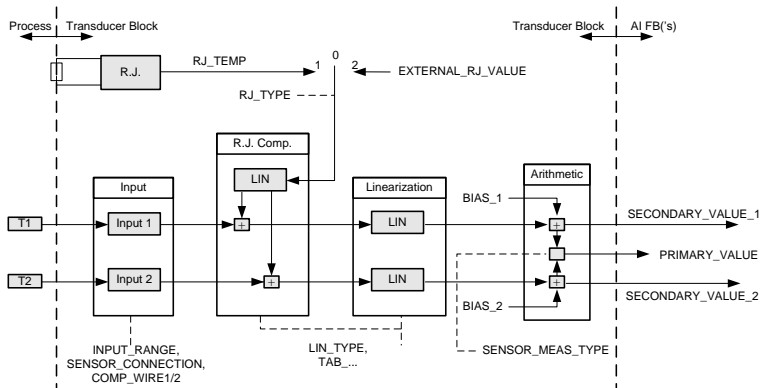 Process Transducer Block Transducer Block AI FB('s)
R.J. RJ_TEMP 1 0 2 EXTERNAL_RJ_VALUE
RJ_TYPE
R.J. Comp.
Input LIN Linearization Arithmetic
BIAS_1
T1 Input 1 + LIN + SECONDARY_VALUE_1
PRIMARY_VALUE
T2 Input 2 + LIN + SECONDARY_VALUE_2
BIAS_2
INPUT_RANGE,
SENSOR_CONNECTION,
COMP_WIRE1/2
LIN_TYPE,
TAB_...
SENSOR_MEAS_TYPE